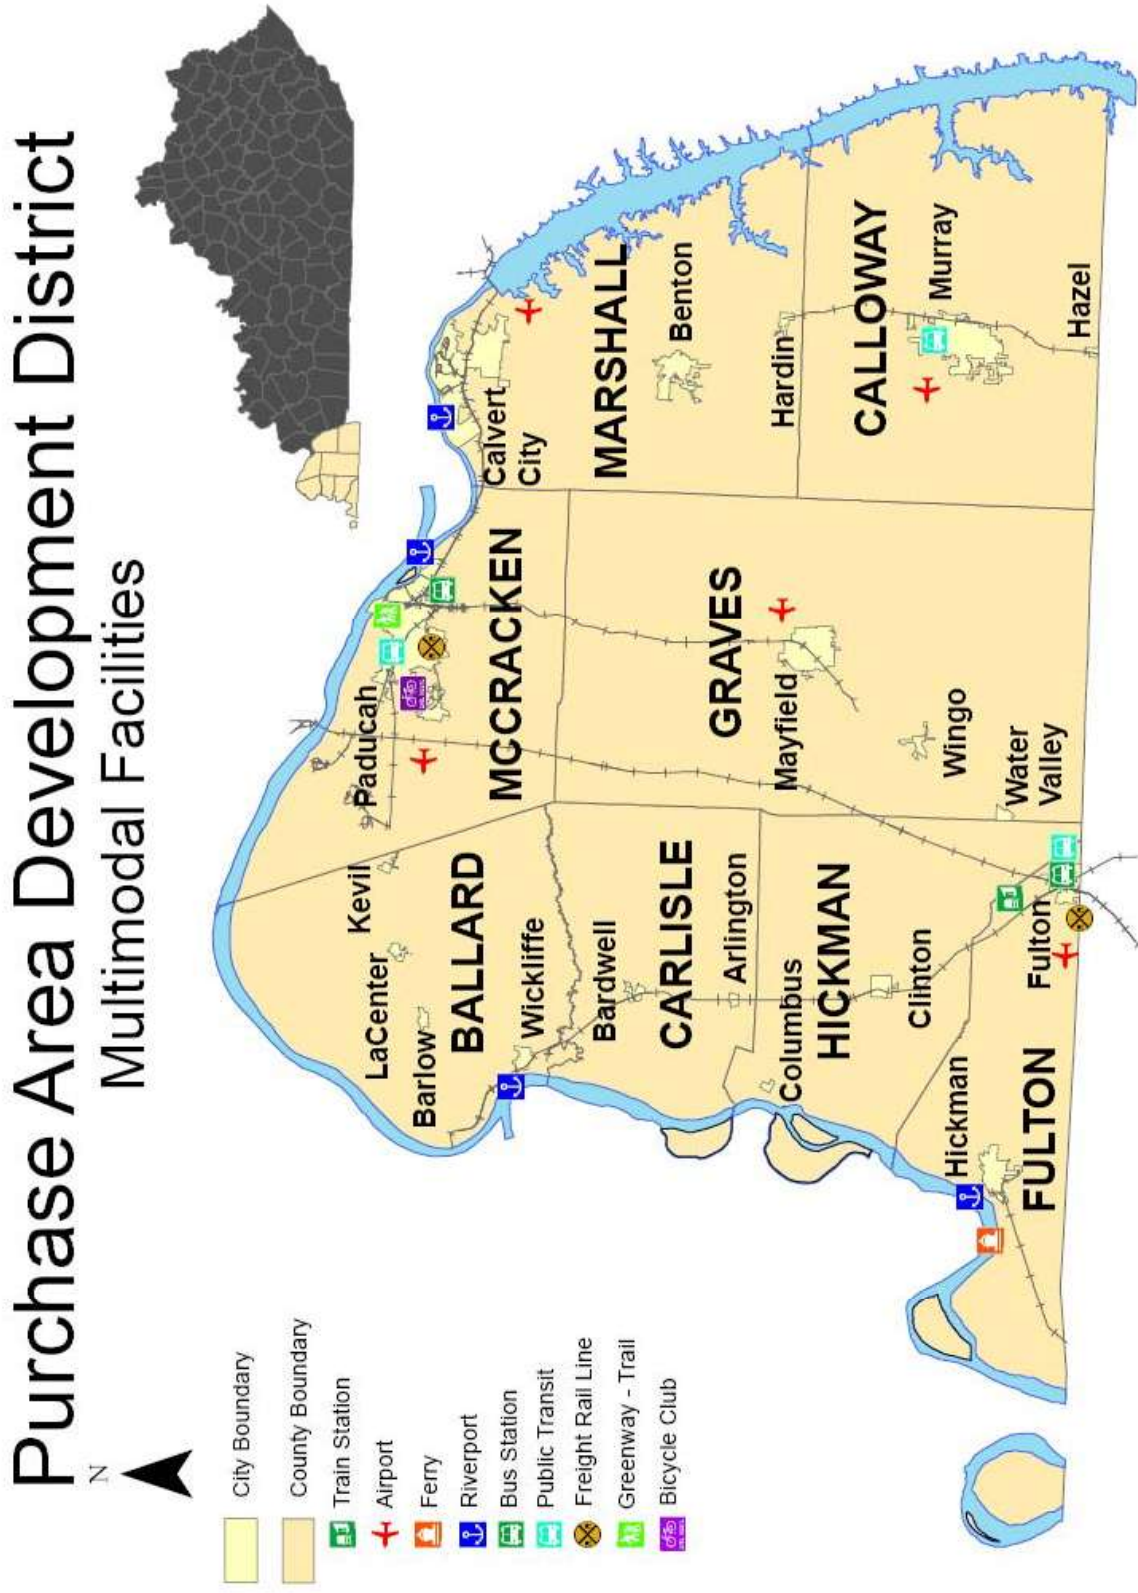 Purchase Area Development District
Multimodal Facilities
N
City Boundary
County Boundary
Train Station
Airport
Ferry
Riverport
Bus Station
Public Transit
Freight Rail Line
Greenway - Trail
Bicycle Club
Paducah
Kevil
LaCenter
Barlow
BALLARD
Wickliffe
MCCRACKEN
Calvert
City
MARSHALL
Benton
Hardin
Bardwell
CARLISLE
Arlington
GRAVES
Mayfield
Wingo
Water
Valley
CALLOWAY
Murray
Hazel
Columbus
HICKMAN
Clinton
Hickman
Fulton
FULTON